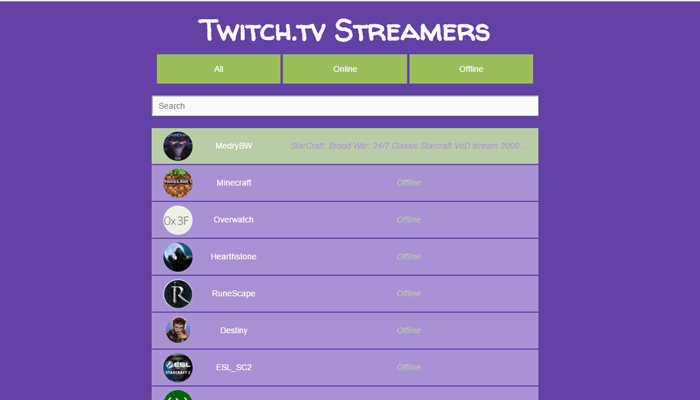 Twitch.tv Streamers
All Online Offline
Search
MedryBW StarCraft: Brood War: 24/7 Classic Starcraft VoD stream 2000 ...
Minecraft Offline
0x3F Overwatch Offline
Hearthstone Offline
R RuneScape Offline
Destiny Offline
ESL STARCRAFT 2 ESL_SC2 Offline